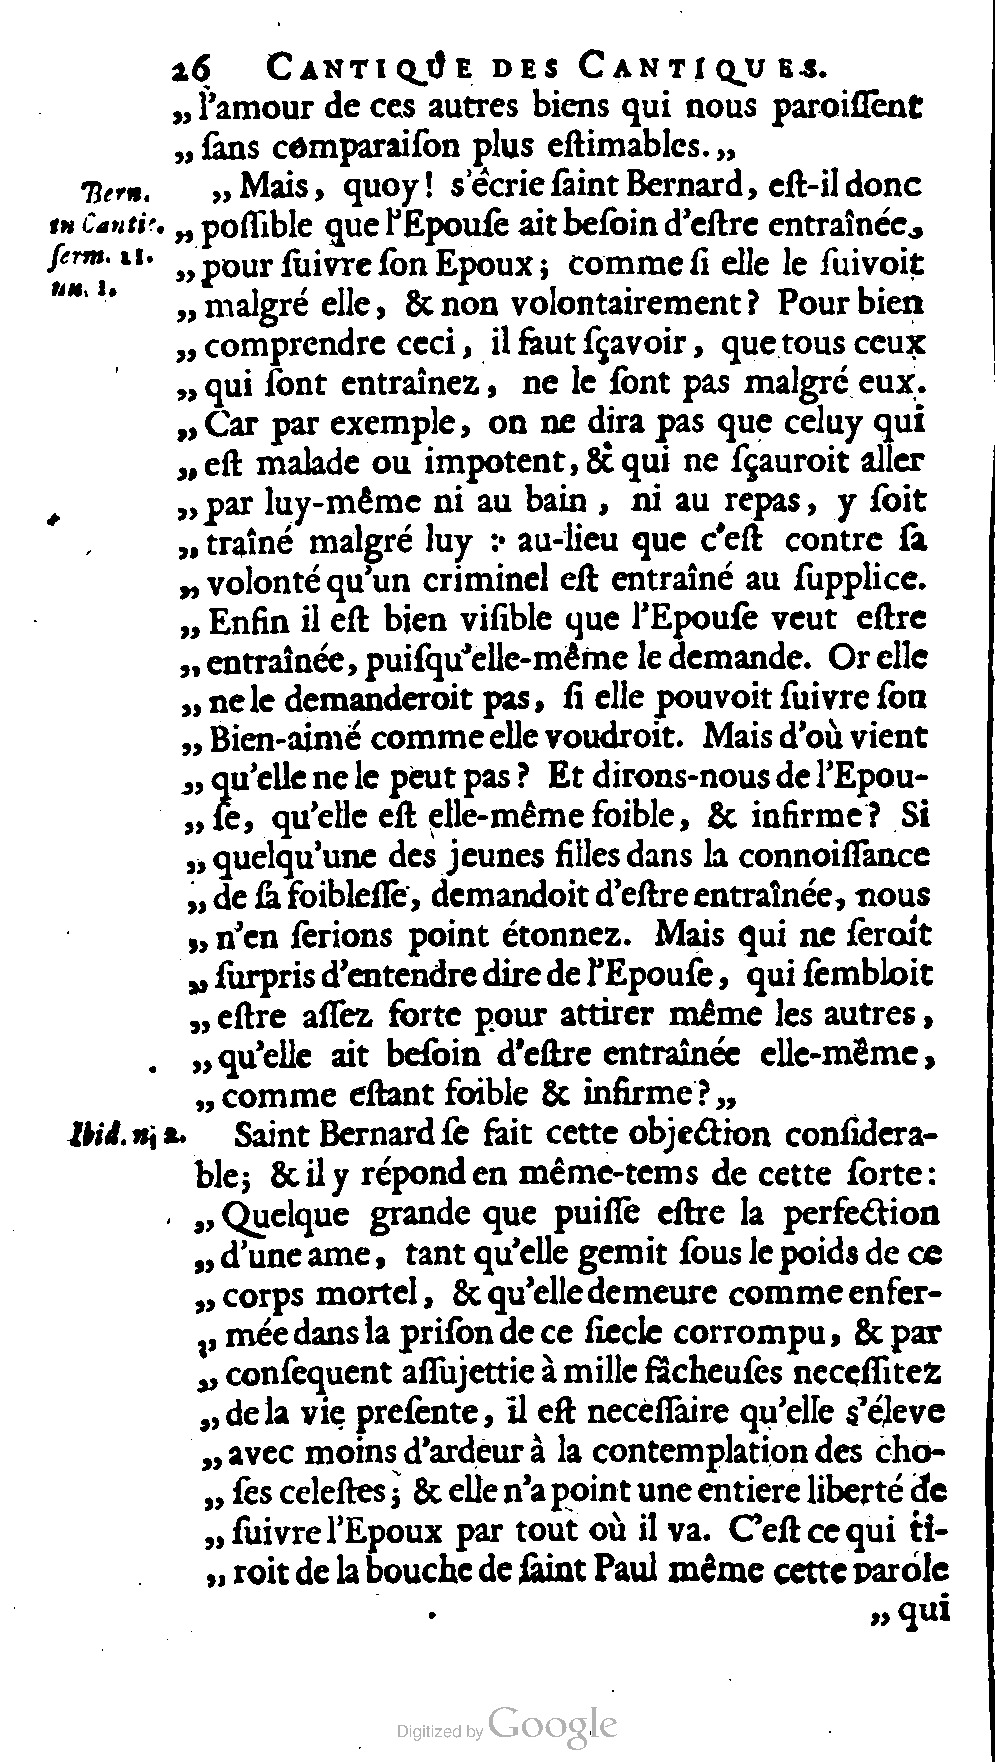 26 CANTIQUE DES CANTIQUES.
„ l'amour de ces autres biens qui nous paroiſſent
„ ſans comparaiſon plus eſtimables.„
Bern. in Cantic. ſerm. 21. nu. 1.
„ Mais, quoy! s'êcrie ſaint Bernard, eſt-il donc
„ poſſible que l'Epouſe ait beſoin d'eſtre entraînée,
„ pour ſuivre ſon Epoux; comme ſi elle le ſuivoit
„ malgré elle, & non volontairement? Pour bien
„ comprendre ceci, il faut ſçavoir, que tous ceux
„ qui ſont entraînez, ne le ſont pas malgré eux.
„ Car par exemple, on ne dira pas que celuy qui
„ eſt malade ou impotent, & qui ne ſçauroit aller
„ par luy-même ni au bain, ni au repas, y ſoit
„ traîné malgré luy : au-lieu que c'eſt contre ſa
„ volonté qu'un criminel eſt entraîné au ſupplice.
„ Enfin il eſt bien viſible que l'Epouſe veut eſtre
„ entraînée, puiſqu'elle-même le demande. Or elle
„ ne le demanderoit pas, ſi elle pouvoit ſuivre ſon
„ Bien-aimé comme elle voudroit. Mais d'où vient
„ qu'elle ne le peut pas? Et dirons-nous de l'Epou-
„ ſe, qu'elle eſt elle-même foible, & infirme? Si
„ quelqu'une des jeunes filles dans la connoiſſance
„ de ſa foibleſſe, demandoit d'eſtre entraînée, nous
„ n'en ſerions point étonnez. Mais qui ne ſeroit
„ ſurpris d'entendre dire de l'Epouſe, qui ſembloit
„ eſtre aſſez forte pour attirer même les autres,
„ qu'elle ait beſoin d'eſtre entraînée elle-même,
„ comme eſtant foible & infirme?„
Ibid. n. 2.
Saint Bernard ſe fait cette objection conſidera-
ble; & il y répond en même-tems de cette ſorte:
„ Quelque grande que puiſſe eſtre la perfection
„ d'une ame, tant qu'elle gemit ſous le poids de ce
„ corps mortel, & qu'elle demeure comme enfer-
„ mée dans la priſon de ce ſiecle corrompu, & par
„ conſequent aſſujettie à mille fâcheuſes neceſſitez
„ de la vie preſente, il eſt neceſſaire qu'elle s'éleve
„ avec moins d'ardeur à la contemplation des cho-
„ ſes celeſtes; & elle n'a point une entiere liberté de
„ ſuivre l'Epoux par tout où il va. C'eſt ce qui ti-
„ roit de la bouche de ſaint Paul même cette parole
„ qui
Digitized by Google